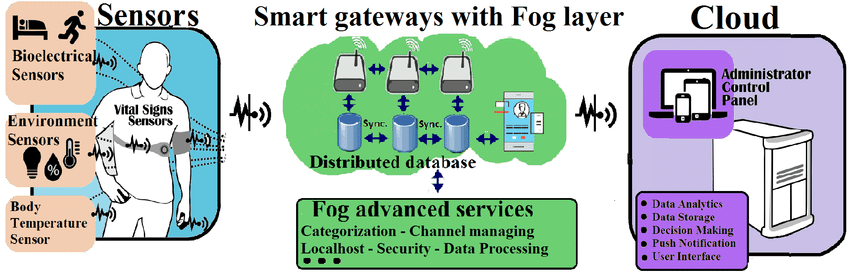 Sensors
Bioelectrical
Sensors
Vital Signs
Sensors
Environment
Sensors
%
Body
Temperature
Sensor
Smart gateways with Fog layer
Sync.
Sync.
Distributed database
Fog advanced services
Categorization - Channel managing
Localhost - Security - Data Processing
Cloud
Administrator
Control
Panel
Data Analytics
Data Storage
Decision Making
Push Notification
User Interface